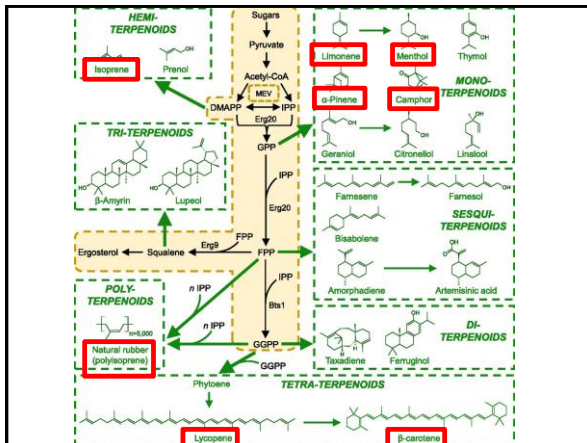 HEMI-
TERPENOIDS
Isoprene
Prenol
Sugars
Pyruvate
Acetyl-CoA
MEV
DMAPP
IPP
Erg20
GPP
IPP
Erg20
FPP
Limonene
Menthol
Thymol
MONO-
TERPENOIDS
α-Pinene
Camphor
Geraniol
Citronellol
Linalool
TRI-TERPENOIDS
HO
HO
β-Amyrin
Lupeol
Ergosterol
Squalene
Erg9
FPP
IPP
Bts1
GGPP
GGPP
Farnesene
Farnesol
SESQUI-
TERPENOIDS
Bisabolene
Amorphadiene
Artemisinic acid
POLY-
TERPENOIDS
n IPP
n IPP
n=5,000
Natural rubber
(polyisoprene)
DI-
TERPENOIDS
Taxadiene
Ferruginol
Phytoene
TETRA-TERPENOIDS
Lycopene
β-carotene